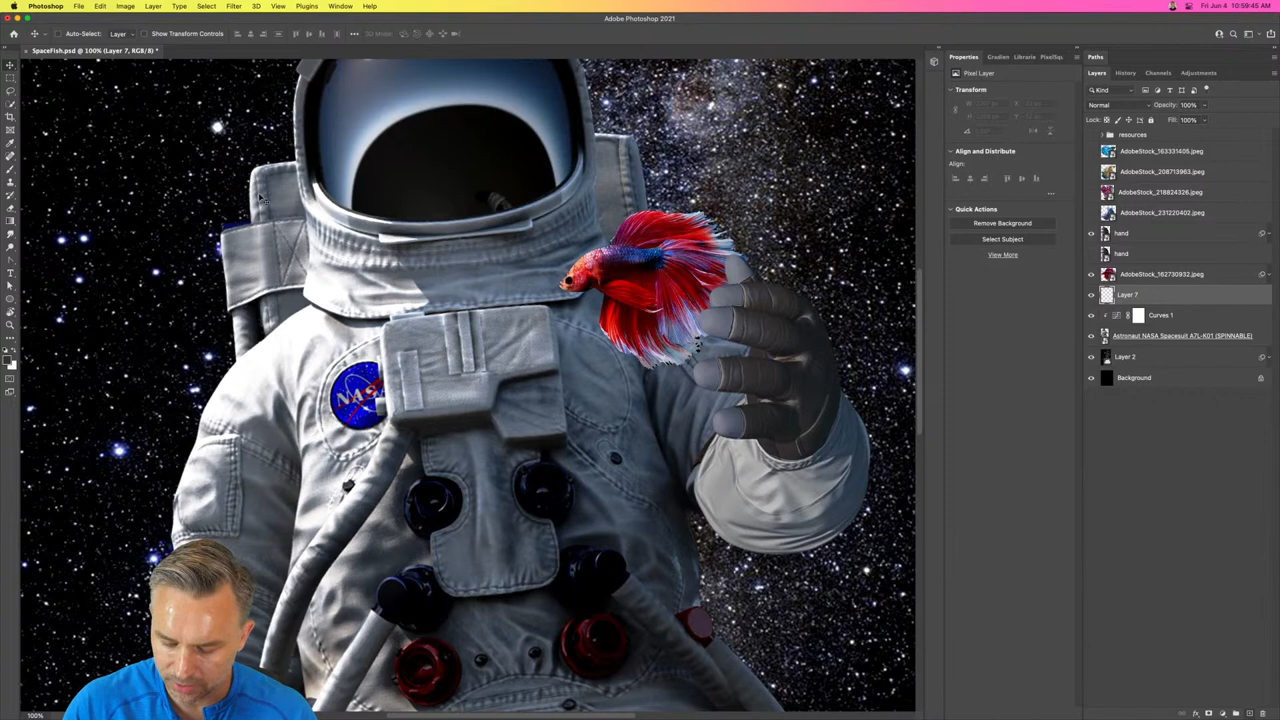 Photoshop File Edit Image Layer Type Select Filter 3D View Plugins Window Help
Fri Jun 4 10:59:45
Adobe Photoshop 2021
Auto-Select: Layer Show Transform Controls 3D Mode:
SpaceFish.psd @ 100% (Layer 7, RGB/8) *
NASA
100%
Properties Gradien Librarie PixelSqu
Pixel Layer
Transform
Align and Distribute
Align:
Quick Actions
Remove Background
Select Subject
View More
Paths
Layers History Channels Adjustments
Kind
Normal Opacity: 100%
Lock: Fill: 100%
resources
AdobeStock_163331405.jpeg
AdobeStock_208713963.jpeg
AdobeStock_218824326.jpeg
AdobeStock_231220402.jpeg
hand
hand
AdobeStock_162730932.jpeg
Layer 7
Curves 1
Astronaut NASA Spacesuit A7L-K01 (SPINNABLE)
Layer 2
Background